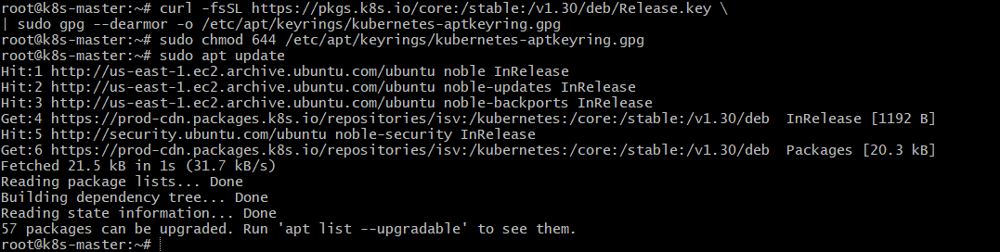 root@k8s-master:~# curl -fsSL https://pkgs.k8s.io/core:/stable:/v1.30/deb/Release.key \
| sudo gpg --dearmor -o /etc/apt/keyrings/kubernetes-aptkeyring.gpg
root@k8s-master:~# sudo chmod 644 /etc/apt/keyrings/kubernetes-aptkeyring.gpg
root@k8s-master:~# sudo apt update
Hit:1 http://us-east-1.ec2.archive.ubuntu.com/ubuntu noble InRelease
Hit:2 http://us-east-1.ec2.archive.ubuntu.com/ubuntu noble-updates InRelease
Hit:3 http://us-east-1.ec2.archive.ubuntu.com/ubuntu noble-backports InRelease
Get:4 https://prod-cdn.packages.k8s.io/repositories/isv:/kubernetes:/core:/stable:/v1.30/deb  InRelease [1192 B]
Hit:5 http://security.ubuntu.com/ubuntu noble-security InRelease
Get:6 https://prod-cdn.packages.k8s.io/repositories/isv:/kubernetes:/core:/stable:/v1.30/deb  Packages [20.3 kB]
Fetched 21.5 kB in 1s (31.7 kB/s)
Reading package lists... Done
Building dependency tree... Done
Reading state information... Done
57 packages can be upgraded. Run 'apt list --upgradable' to see them.
root@k8s-master:~#